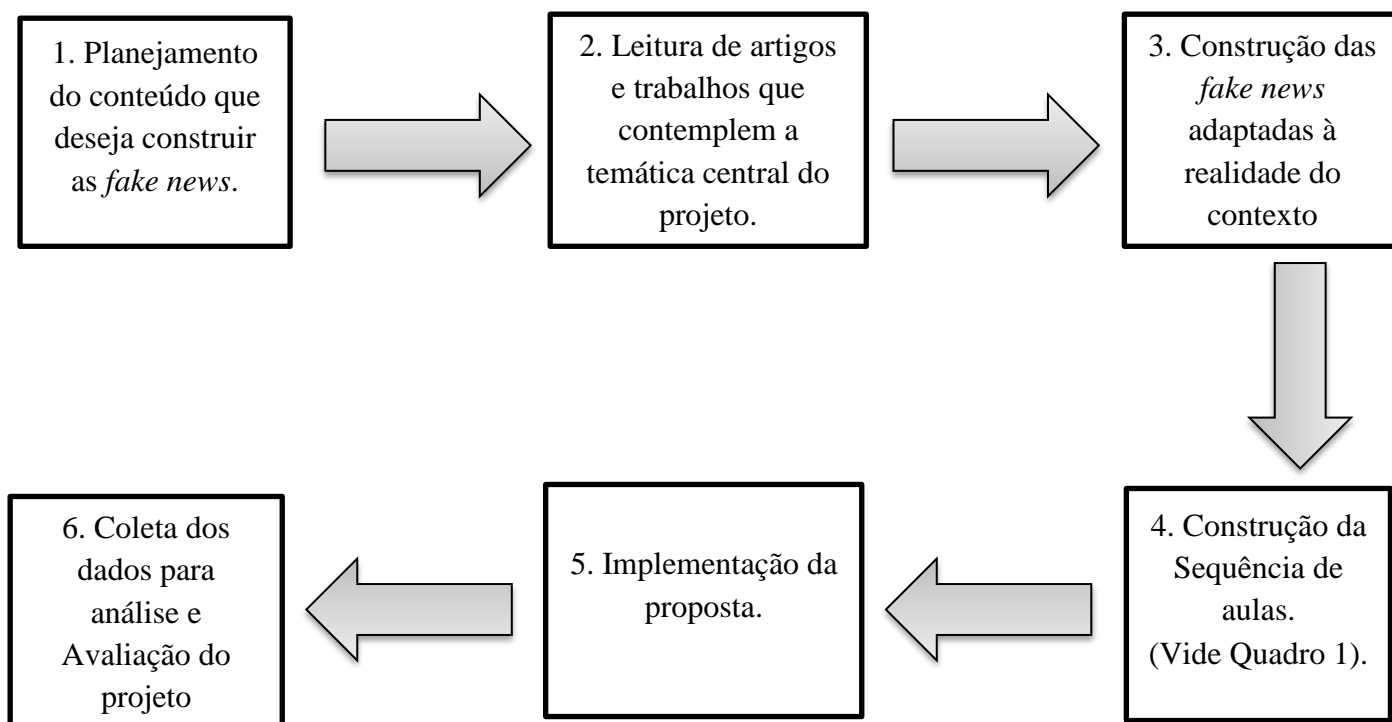 1. Planejamento
do conteúdo que
deseja construir
as fake news.
2. Leitura de artigos
e trabalhos que
contemplem a
temática central do
projeto.
3. Construção das
fake news
adaptadas à
realidade do
contexto
4. Construção da
Sequência de
aulas.
(Vide Quadro 1).
5. Implementação da
proposta.
6. Coleta dos
dados para
análise e
Avaliação do
projeto